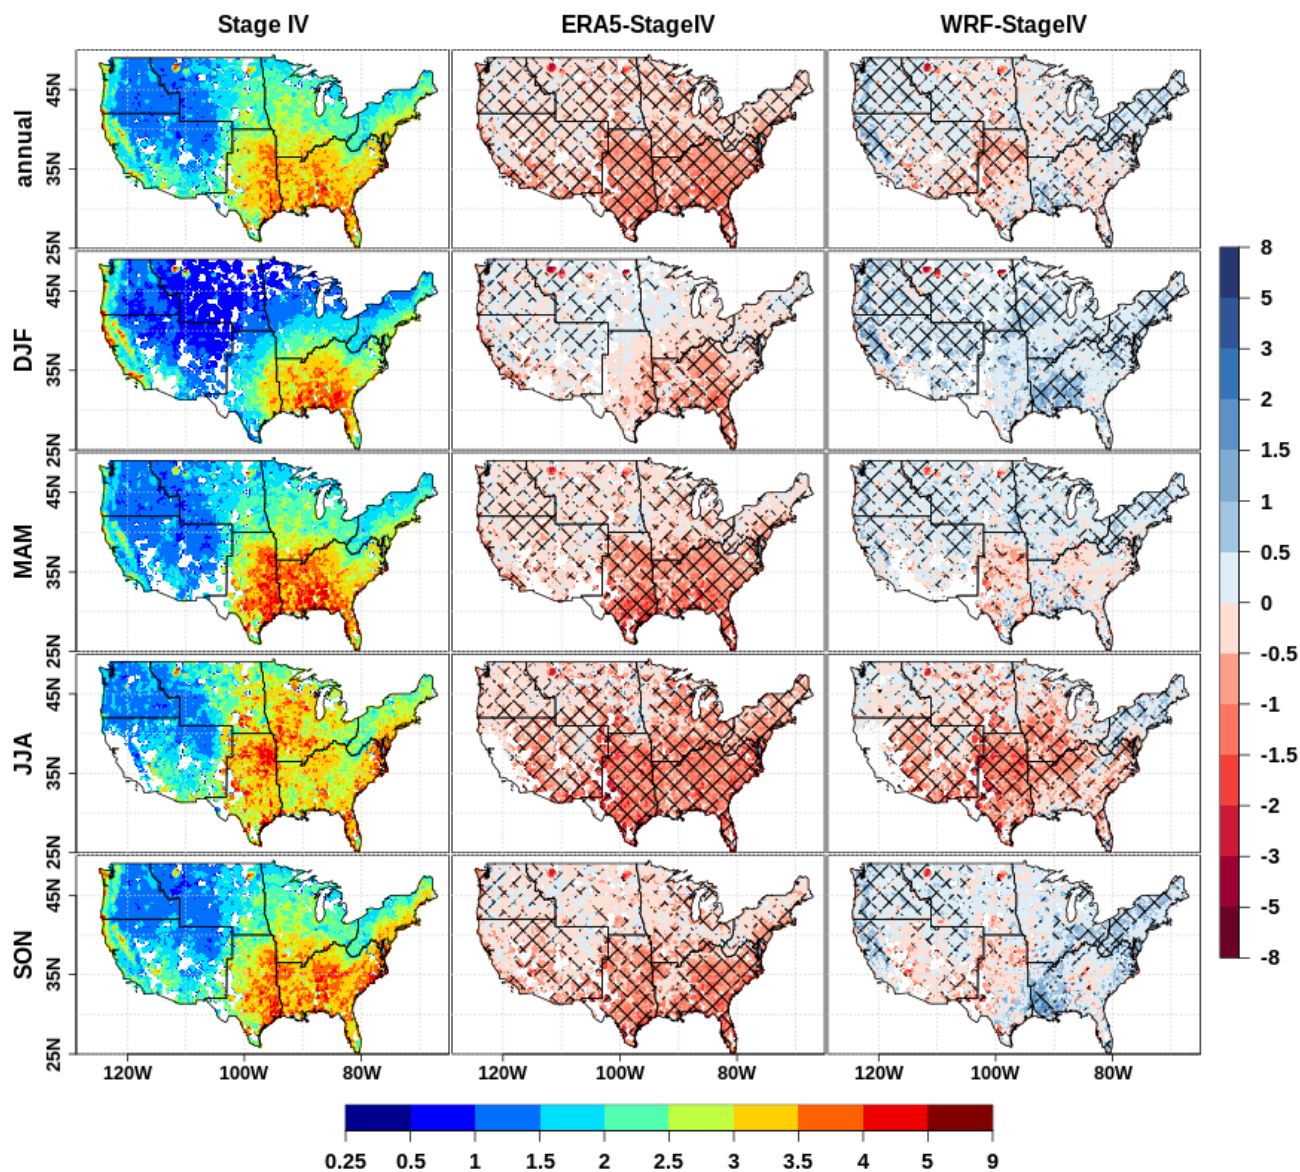 Stage IV ERA5-StageIV WRF-StageIV
annual
45N
35N
25N
DJF
45N
35N
25N
MAM
45N
35N
25N
JJA
45N
35N
25N
SON
45N
35N
25N
8
5
3
2
1.5
1
0.5
0
-0.5
-1
-1.5
-2
-3
-5
-8
120W 100W 80W 120W 100W 80W 120W 100W 80W
0.25 0.5 1 1.5 2 2.5 3 3.5 4 5 9